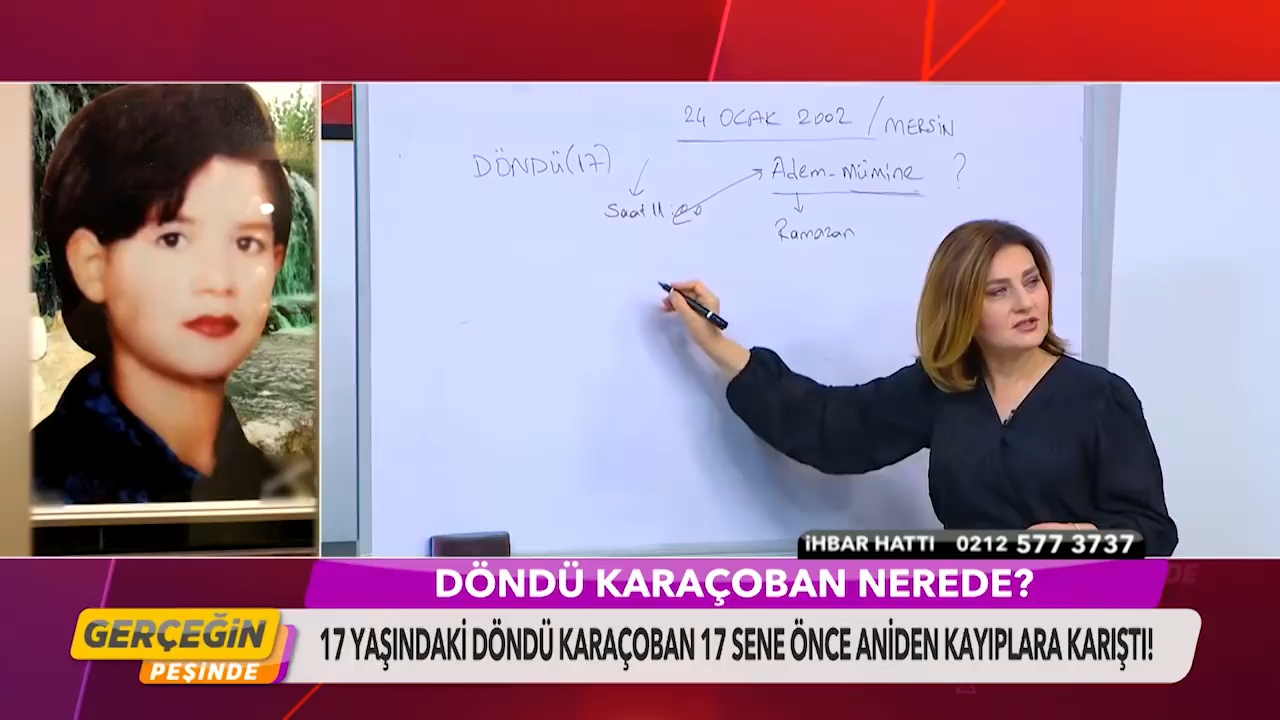 24 OCAK 2002 / MERSİN
DÖNDÜ(17)
Adem-Mümine ?
Saat 11:00
Ramazan
İHBAR HATTI 0212 577 3737
DÖNDÜ KARAÇOBAN NEREDE?
GERÇEĞİN
PEŞİNDE
17 YAŞINDAKİ DÖNDÜ KARAÇOBAN 17 SENE ÖNCE ANİDEN KAYIPLARA KARIŞTI!